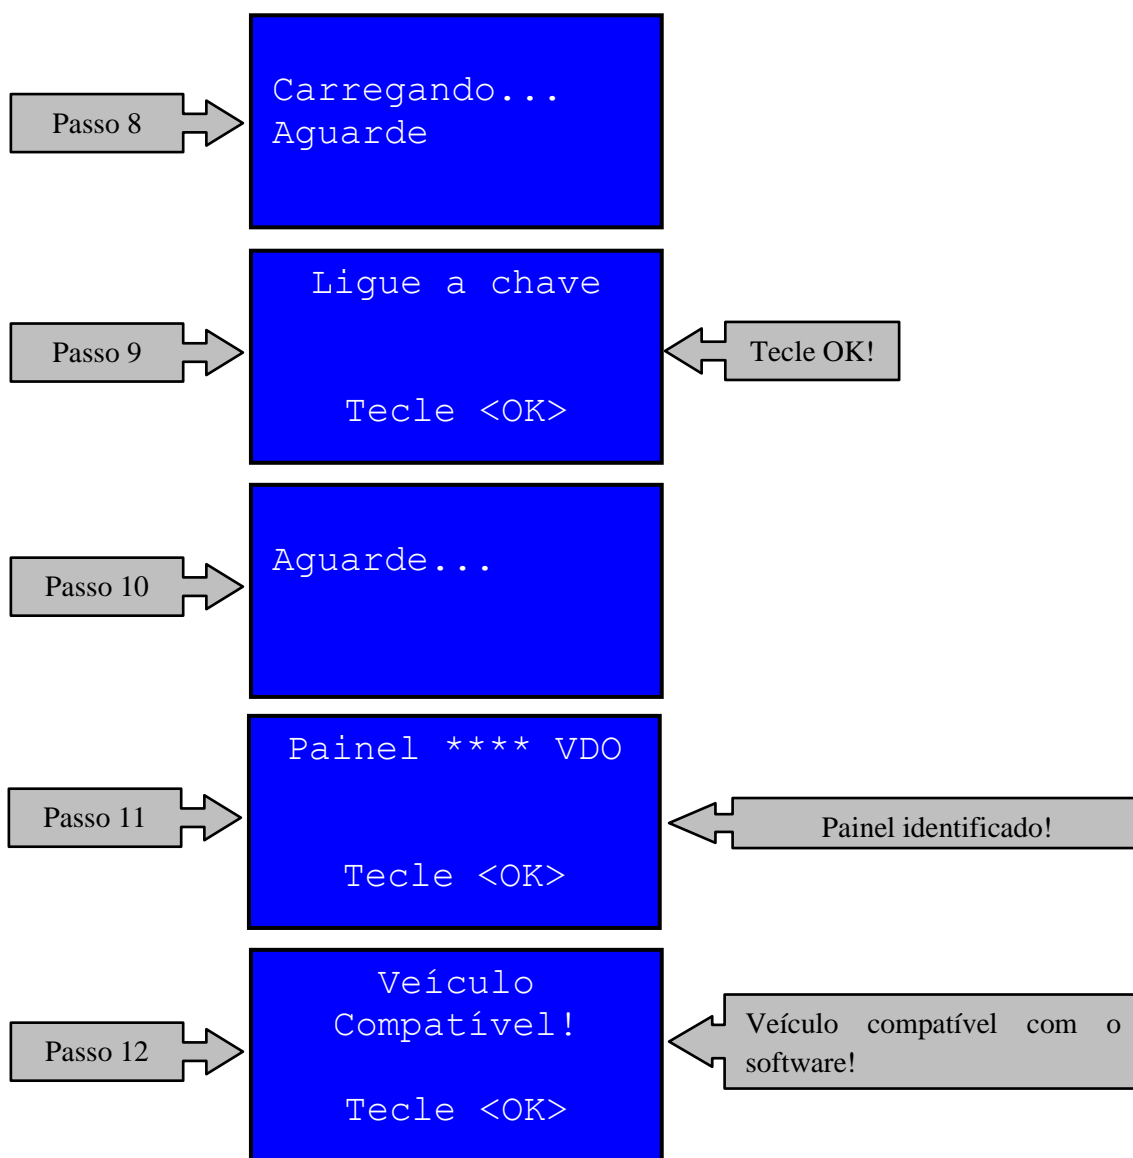 Passo 8
Carregando...
Aguarde
Passo 9
Ligue a chave
Tecle <OK>
Tecle OK!
Passo 10
Aguarde...
Passo 11
Painel **** VDO
Tecle <OK>
Painel identificado!
Passo 12
Veículo
Compatível!
Tecle <OK>
Veículo compatível com o
software!